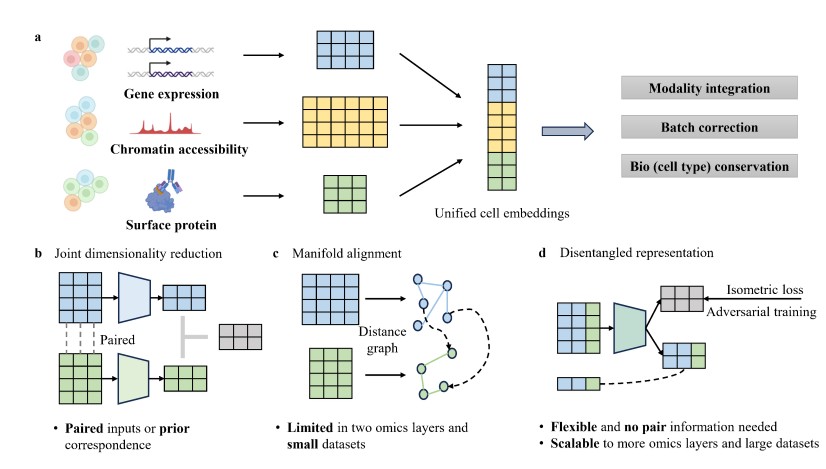 a
Gene expression
Chromatin accessibility
Surface protein
Unified cell embeddings
Modality integration
Batch correction
Bio (cell type) conservation
b Joint dimensionality reduction
Paired
• Paired inputs or prior
correspondence
c Manifold alignment
Distance
graph
• Limited in two omics layers and
small datasets
d Disentangled representation
Isometric loss
Adversarial training
• Flexible and no pair information needed
• Scalable to more omics layers and large datasets